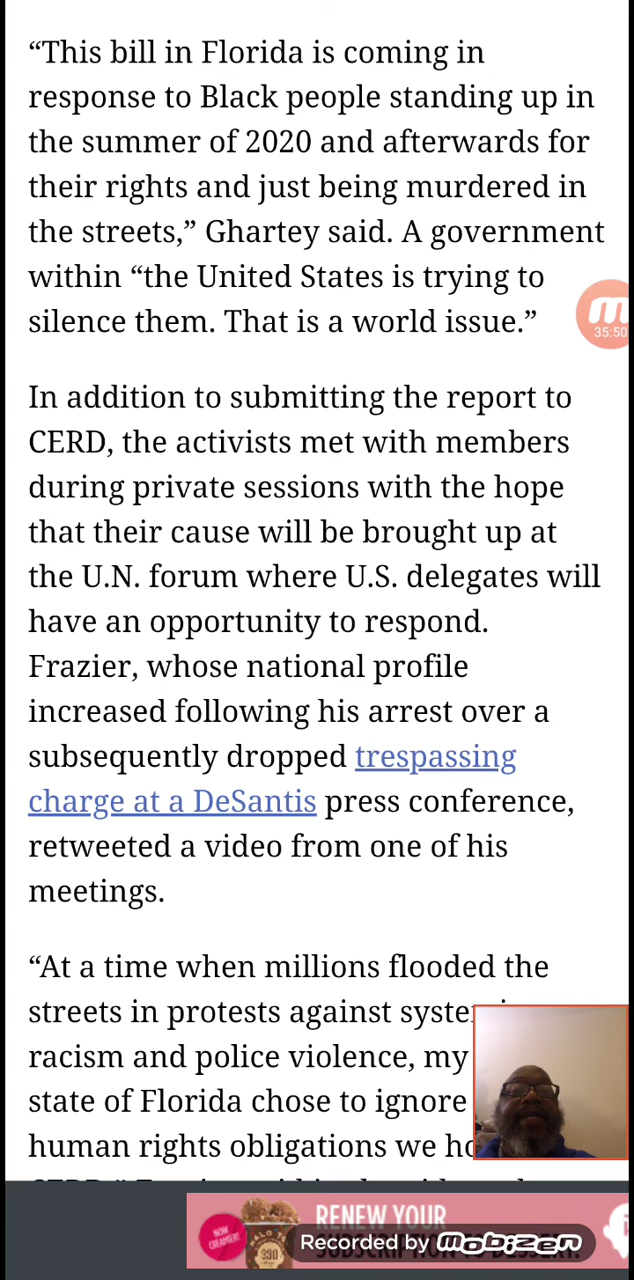 “This bill in Florida is coming in
response to Black people standing up in
the summer of 2020 and afterwards for
their rights and just being murdered in
the streets,” Ghartey said. A government
within “the United States is trying to
silence them. That is a world issue.”
35:50
In addition to submitting the report to
CERD, the activists met with members
during private sessions with the hope
that their cause will be brought up at
the U.N. forum where U.S. delegates will
have an opportunity to respond.
Frazier, whose national profile
increased following his arrest over a
subsequently dropped trespassing
charge at a DeSantis press conference,
retweeted a video from one of his
meetings.
“At a time when millions flooded the
streets in protests against
racism and police violence, my
state of Florida chose to ignore
human rights obligations we
RENEW YOUR
Recorded by mobizen